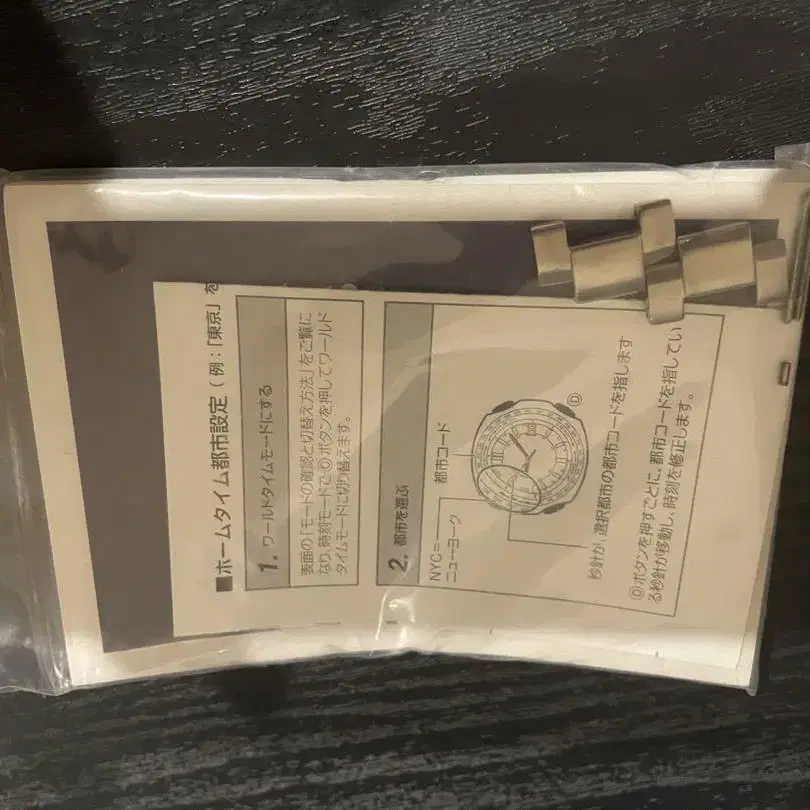 ■ホームタイム都市設定(例:「東京」を
1. ワールドタイムモードにする
表面の「モードの確認と切替え方法」をご覧に
なり、時刻モードでⒸボタンを押してワールド
タイムモードに切り替えます。
2. 都市を選ぶ
NYC=
ニューヨーク
都市コード
Ⓓ
秒針が、選択都市の都市コードを指します
Ⓓボタンを押すごとに、都市コードを指してい
る秒針が移動し、時刻を修正します。